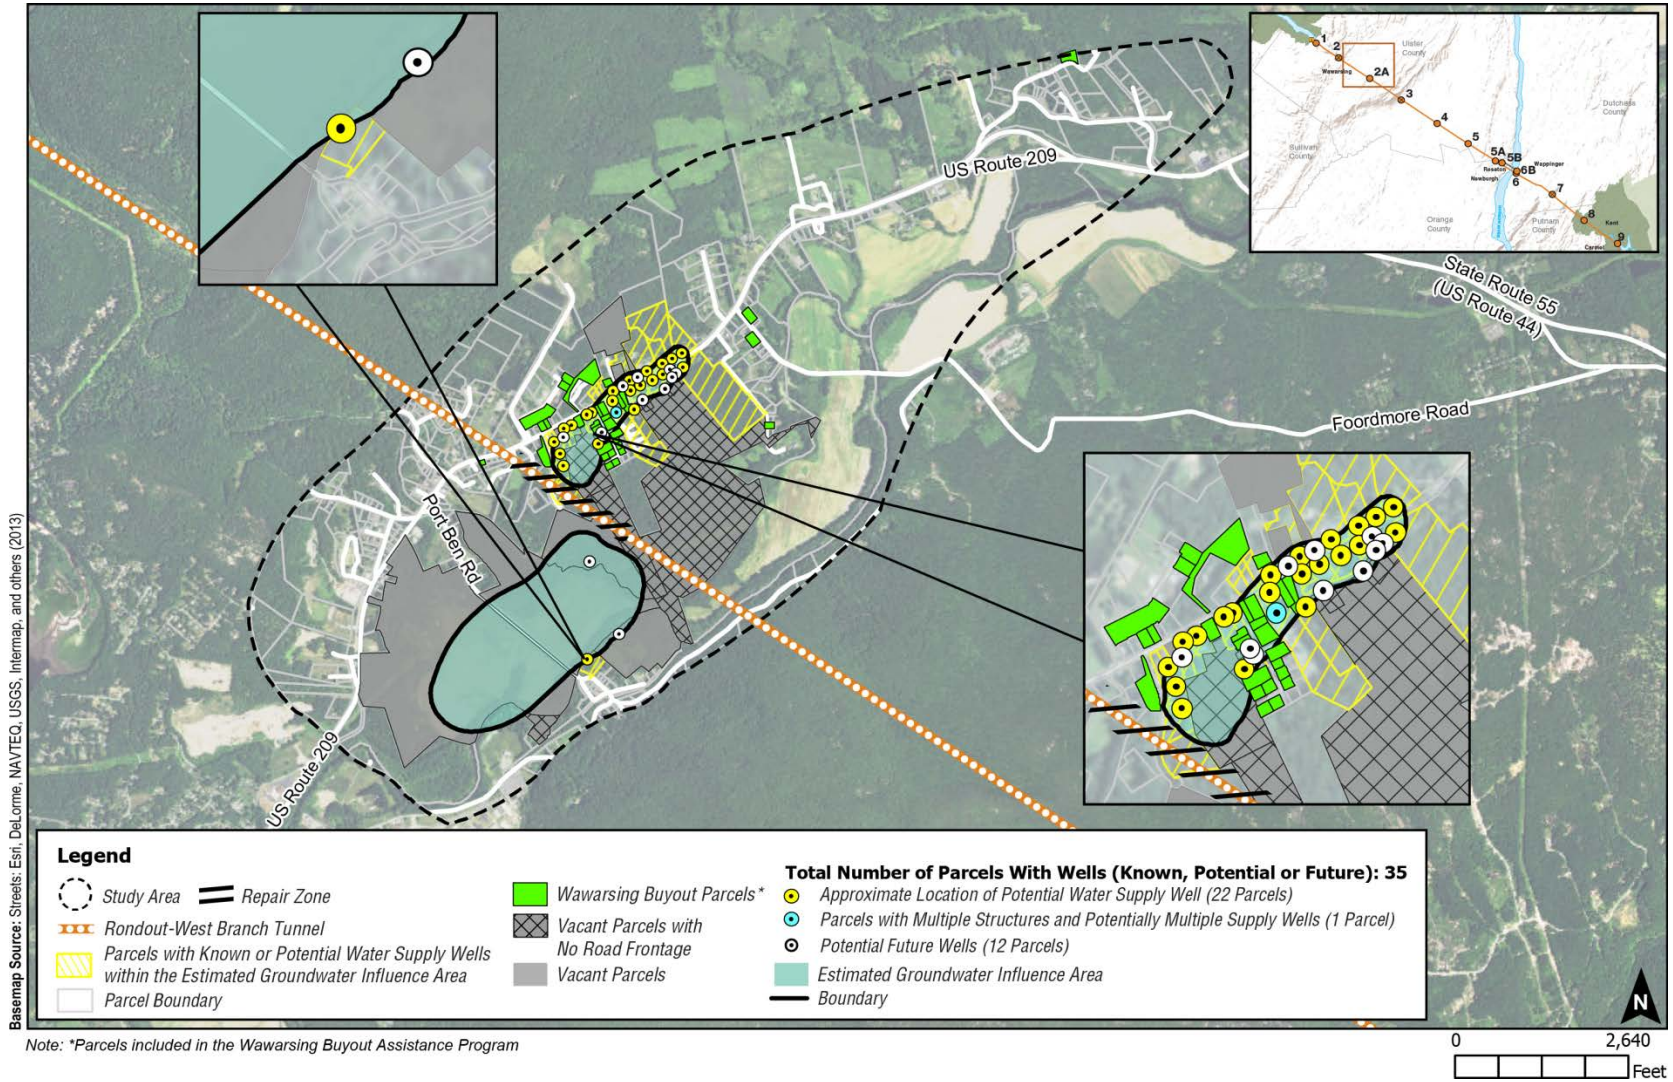 1
Ulster
County
2
Wawarsing
2A
3
Dutchess
County
4
Sullivan
County
5
5A
5B
Wappinger
Roseton
6B
Newburgh
6
7
Orange
County
Putnam
County
8
Kent
9
Carmel
US Route 209
State Route 55
(US Route 44)
Foordmore Road
Port Ben Rd
US Route 209
Basemap Source: Streets: Esri, DeLorme, NAVTEQ, USGS, Intermap, and others (2013)
Legend
Study Area
Repair Zone
Rondout-West Branch Tunnel
Parcels with Known or Potential Water Supply Wells
within the Estimated Groundwater Influence Area
Parcel Boundary
Wawarsing Buyout Parcels*
Vacant Parcels with
No Road Frontage
Vacant Parcels
Total Number of Parcels With Wells (Known, Potential or Future): 35
Approximate Location of Potential Water Supply Well (22 Parcels)
Parcels with Multiple Structures and Potentially Multiple Supply Wells (1 Parcel)
Potential Future Wells (12 Parcels)
Estimated Groundwater Influence Area
Boundary
N
Note: *Parcels included in the Wawarsing Buyout Assistance Program
0 2,640
Feet